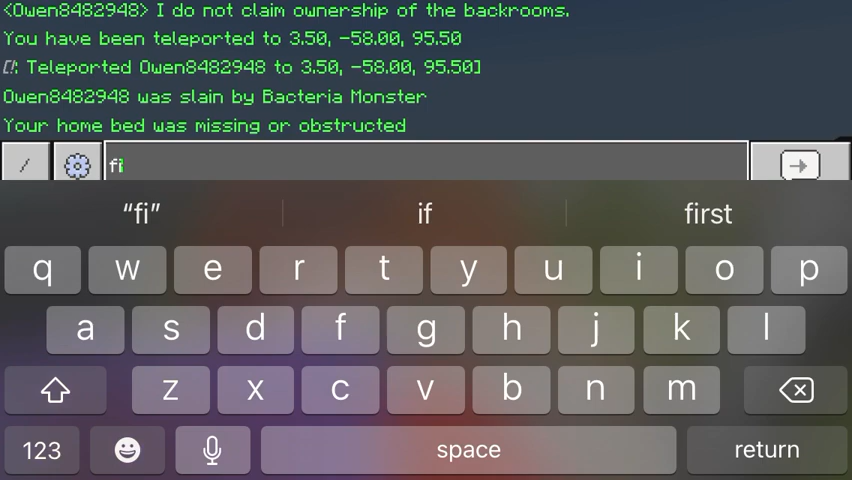 <Owen8482948> I do not claim ownership of the backrooms.
You have been teleported to 3.50, -58.00, 95.50
[!: Teleported Owen8482948 to 3.50, -58.00, 95.50]
Owen8482948 was slain by Bacteria Monster
Your home bed was missing or obstructed
/ fi
“fi” if first
q w e r t y u i o p
a s d f g h j k l
z x c v b n m
123 space return